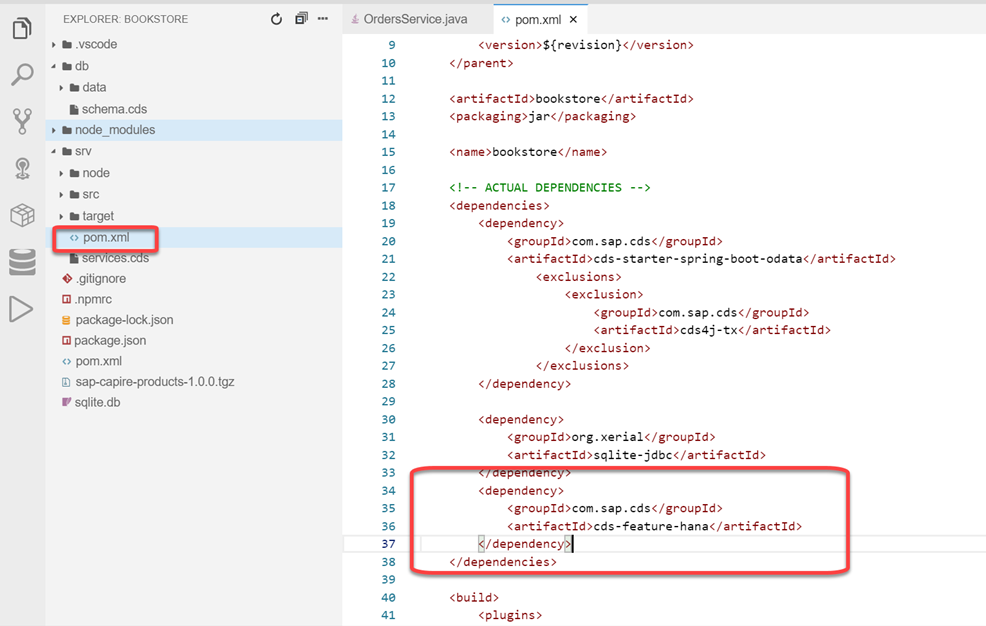 EXPLORER: BOOKSTORE
.vscode
db
data
schema.cds
node_modules
srv
node
src
target
<> pom.xml
services.cds
.gitignore
.npmrc
package-lock.json
package.json
<> pom.xml
sap-capire-products-1.0.0.tgz
sqlite.db
OrdersService.java
<> pom.xml ×
9 <version>${revision}</version>
10 </parent>
11
12 <artifactId>bookstore</artifactId>
13 <packaging>jar</packaging>
14
15 <name>bookstore</name>
16
17 <!-- ACTUAL DEPENDENCIES -->
18 <dependencies>
19 <dependency>
20 <groupId>com.sap.cds</groupId>
21 <artifactId>cds-starter-spring-boot-odata</artifactId>
22 <exclusions>
23 <exclusion>
24 <groupId>com.sap.cds</groupId>
25 <artifactId>cds4j-tx</artifactId>
26 </exclusion>
27 </exclusions>
28 </dependency>
29
30 <dependency>
31 <groupId>org.xerial</groupId>
32 <artifactId>sqlite-jdbc</artifactId>
33 </dependency>
34 <dependency>
35 <groupId>com.sap.cds</groupId>
36 <artifactId>cds-feature-hana</artifactId>
37 </dependency>
38 </dependencies>
39
40 <build>
41 <plugins>